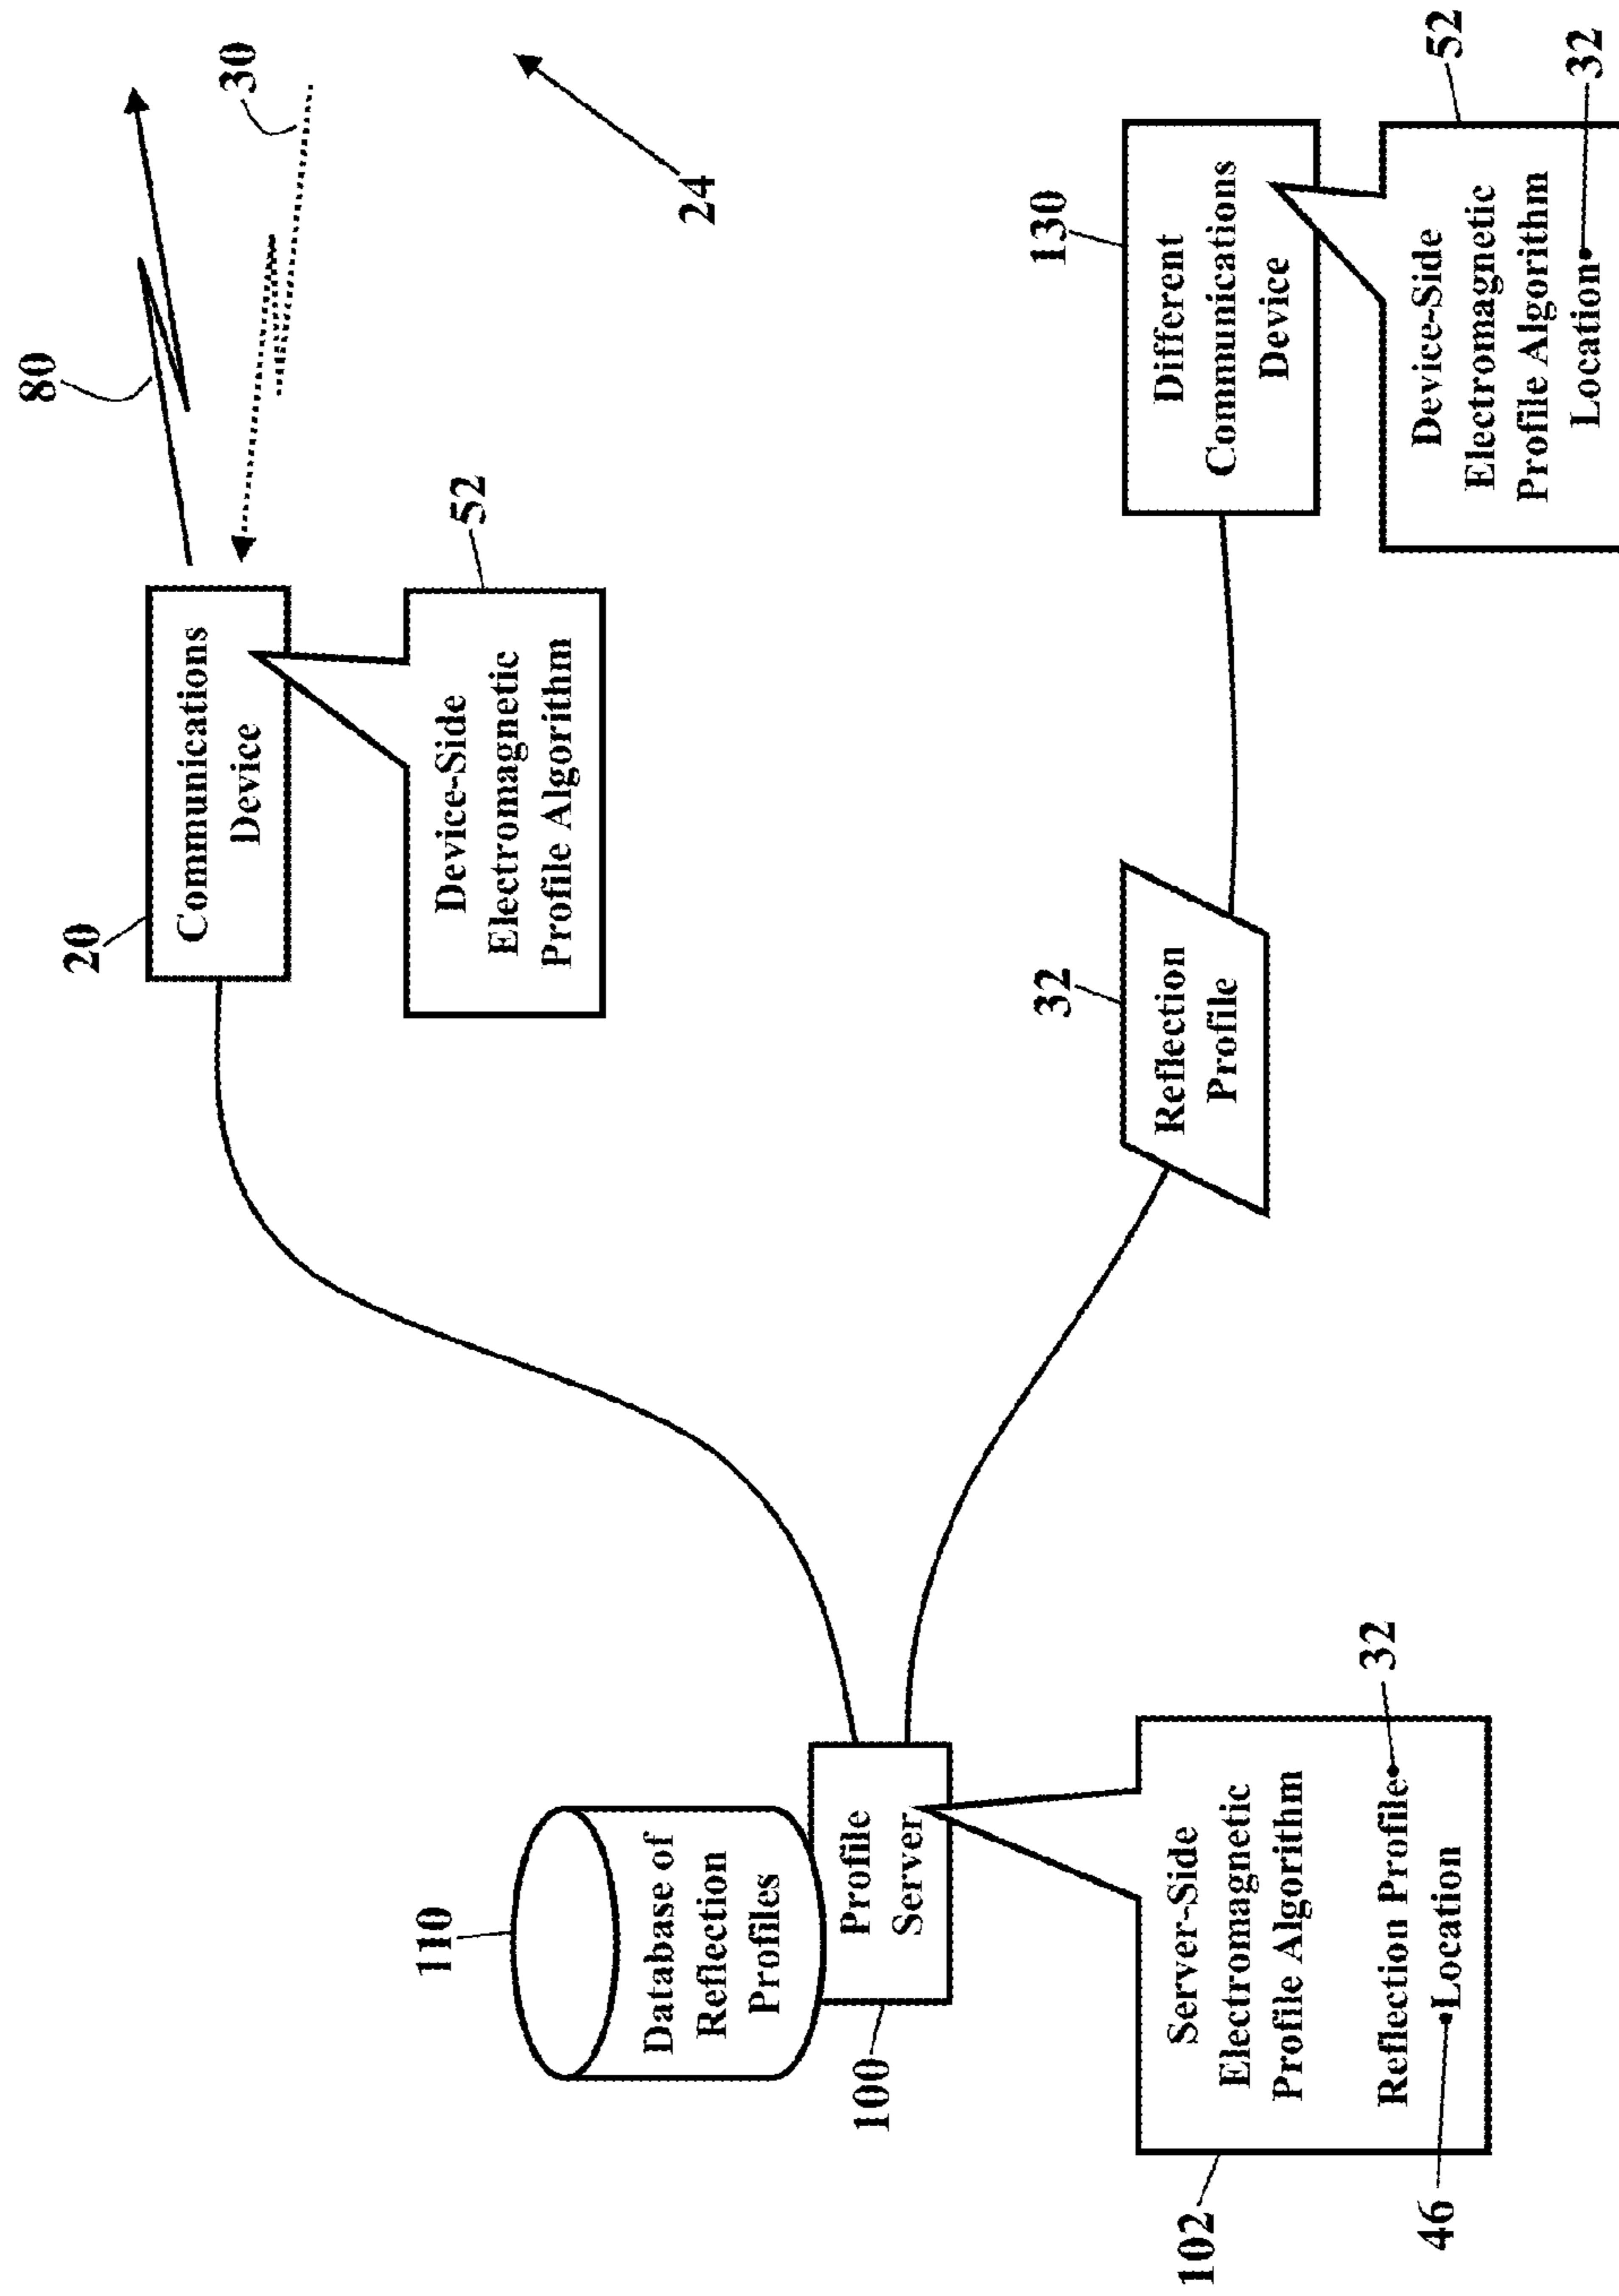 80
30
24
20
Communications
Device
52
Device-Side
Electromagnetic
Profile Algorithm
110
Database of
Reflection
Profiles
Profile
Server
100
32
Reflection
Profile
130
Different
Communications
Device
52
Device-Side
Electromagnetic
Profile Algorithm
Location
32
102
Server-Side
Electromagnetic
Profile Algorithm
Reflection Profile
32
46
Location